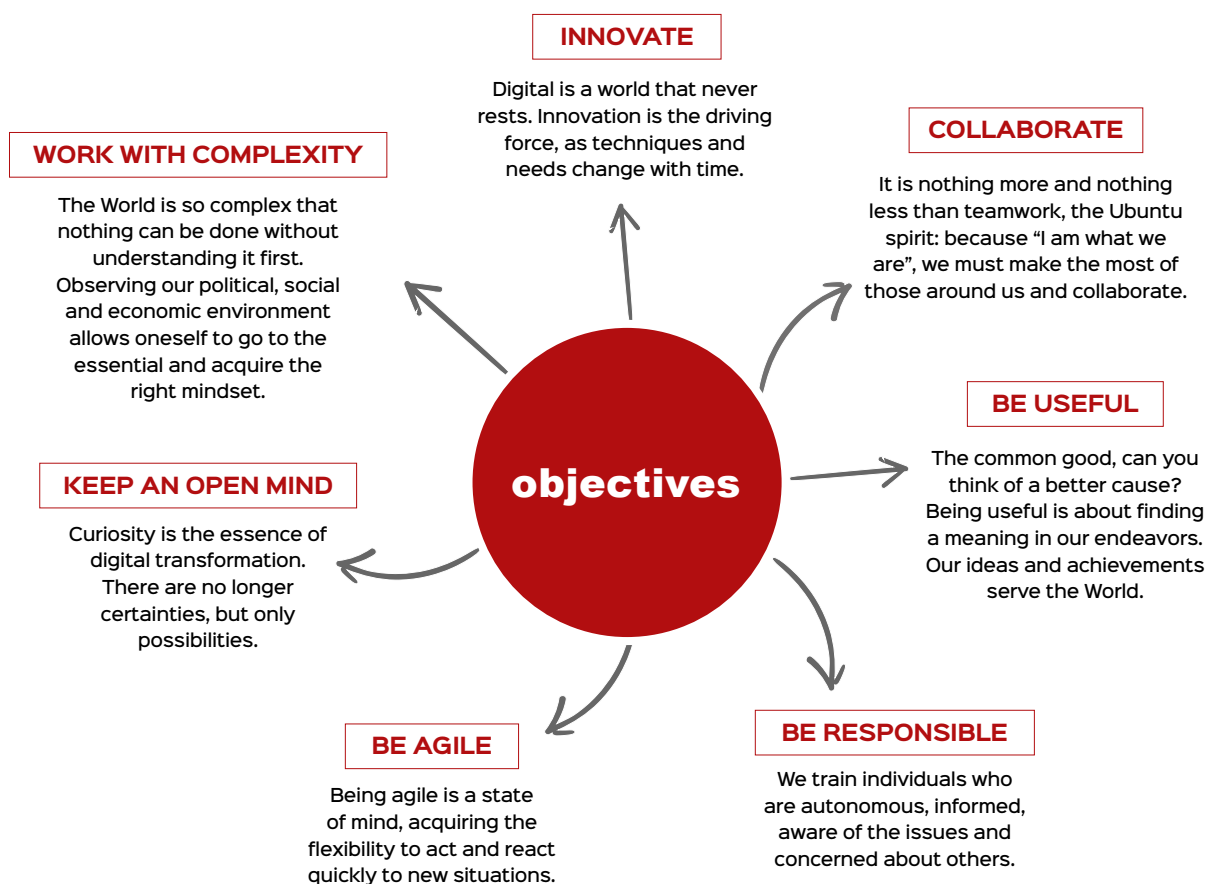 INNOVATE
Digital is a world that never
rests. Innovation is the driving
force, as techniques and
needs change with time.
COLLABORATE
It is nothing more and nothing
less than teamwork, the Ubuntu
spirit: because “I am what we
are”, we must make the most of
those around us and collaborate.
WORK WITH COMPLEXITY
The World is so complex that
nothing can be done without
understanding it first.
Observing our political, social
and economic environment
allows oneself to go to the
essential and acquire the
right mindset.
BE USEFUL
The common good, can you
think of a better cause?
Being useful is about finding
a meaning in our endeavors.
Our ideas and achievements
serve the World.
objectives
KEEP AN OPEN MIND
Curiosity is the essence of
digital transformation.
There are no longer
certainties, but only
possibilities.
BE RESPONSIBLE
We train individuals who
are autonomous, informed,
aware of the issues and
concerned about others.
BE AGILE
Being agile is a state
of mind, acquiring the
flexibility to act and react
quickly to new situations.